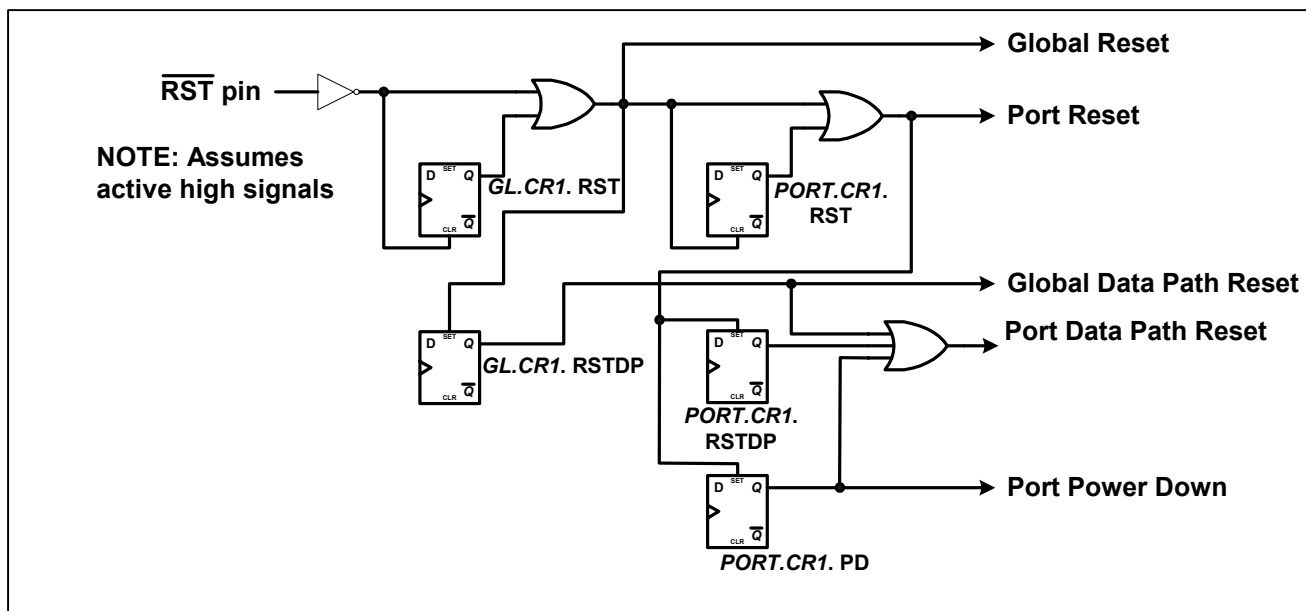 Global Reset
RST pin
Port Reset
NOTE: Assumes
active high signals
D SET Q
CLR Q
GL.CR1. RST
D SET Q
CLR Q
PORT.CR1.
RST
Global Data Path Reset
D SET Q
CLR Q
GL.CR1. RSTDP
D SET Q
CLR Q
PORT.CR1.
RSTDP
Port Data Path Reset
D SET Q
CLR Q
PORT.CR1. PD
Port Power Down